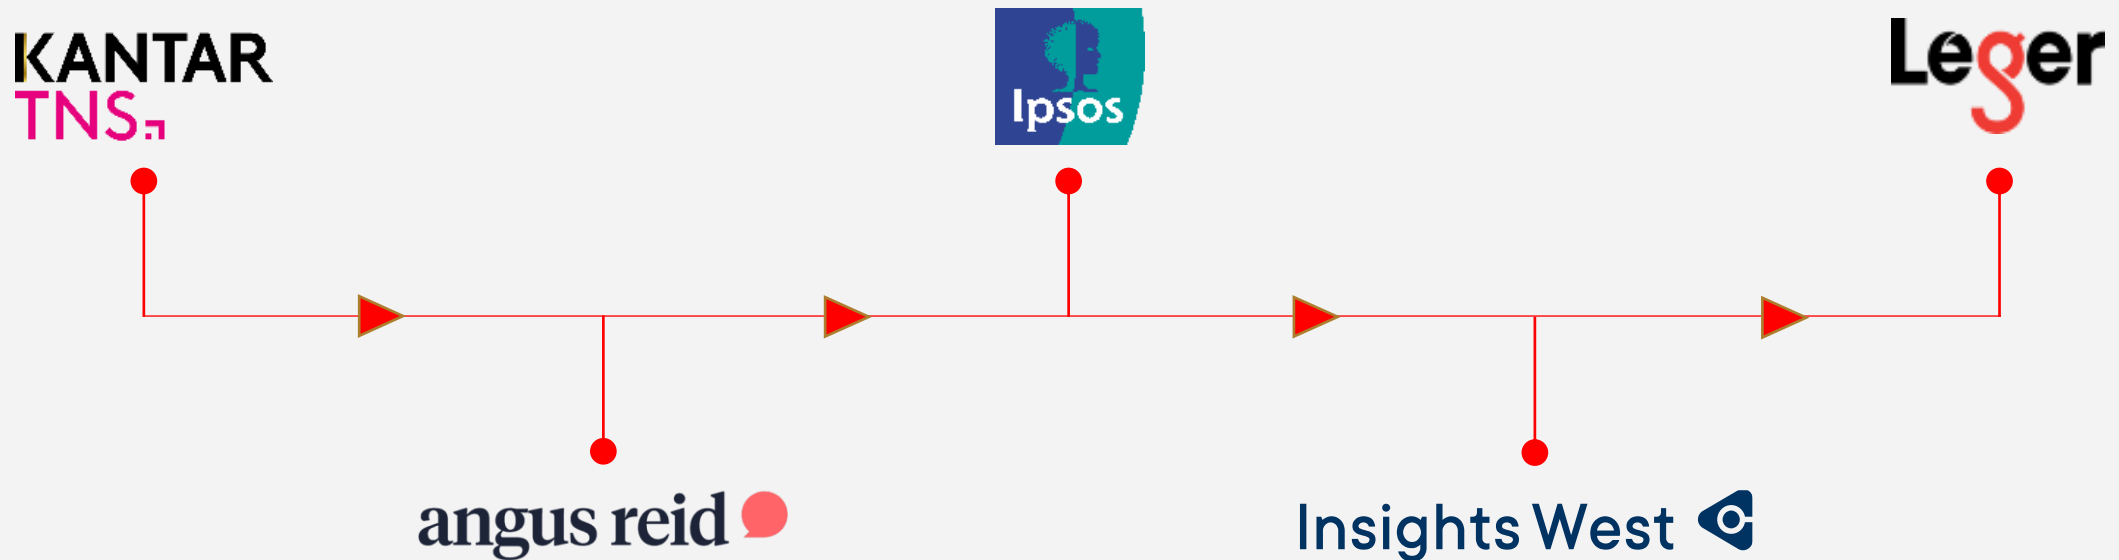 KANTAR
TNS
Ipsos
Leger
angus reid
Insights West